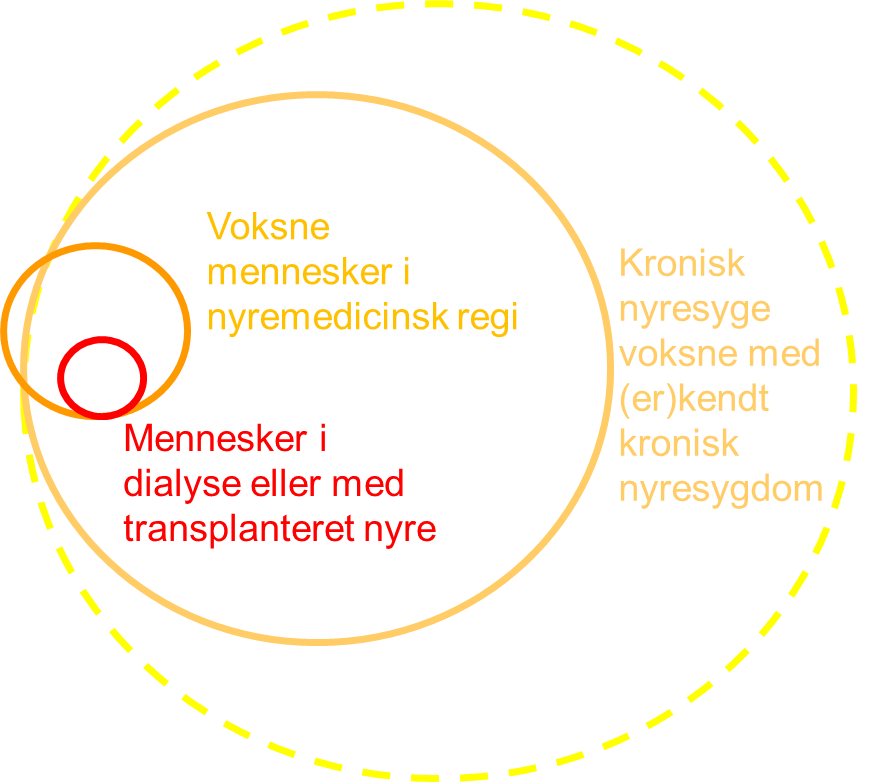 Voksne
mennesker i
nyremedicinsk regi
Kronisk
nyresyge
voksne med
(er)kendt
kronisk
nyresygdom
Mennesker i
dialyse eller med
transplanteret nyre